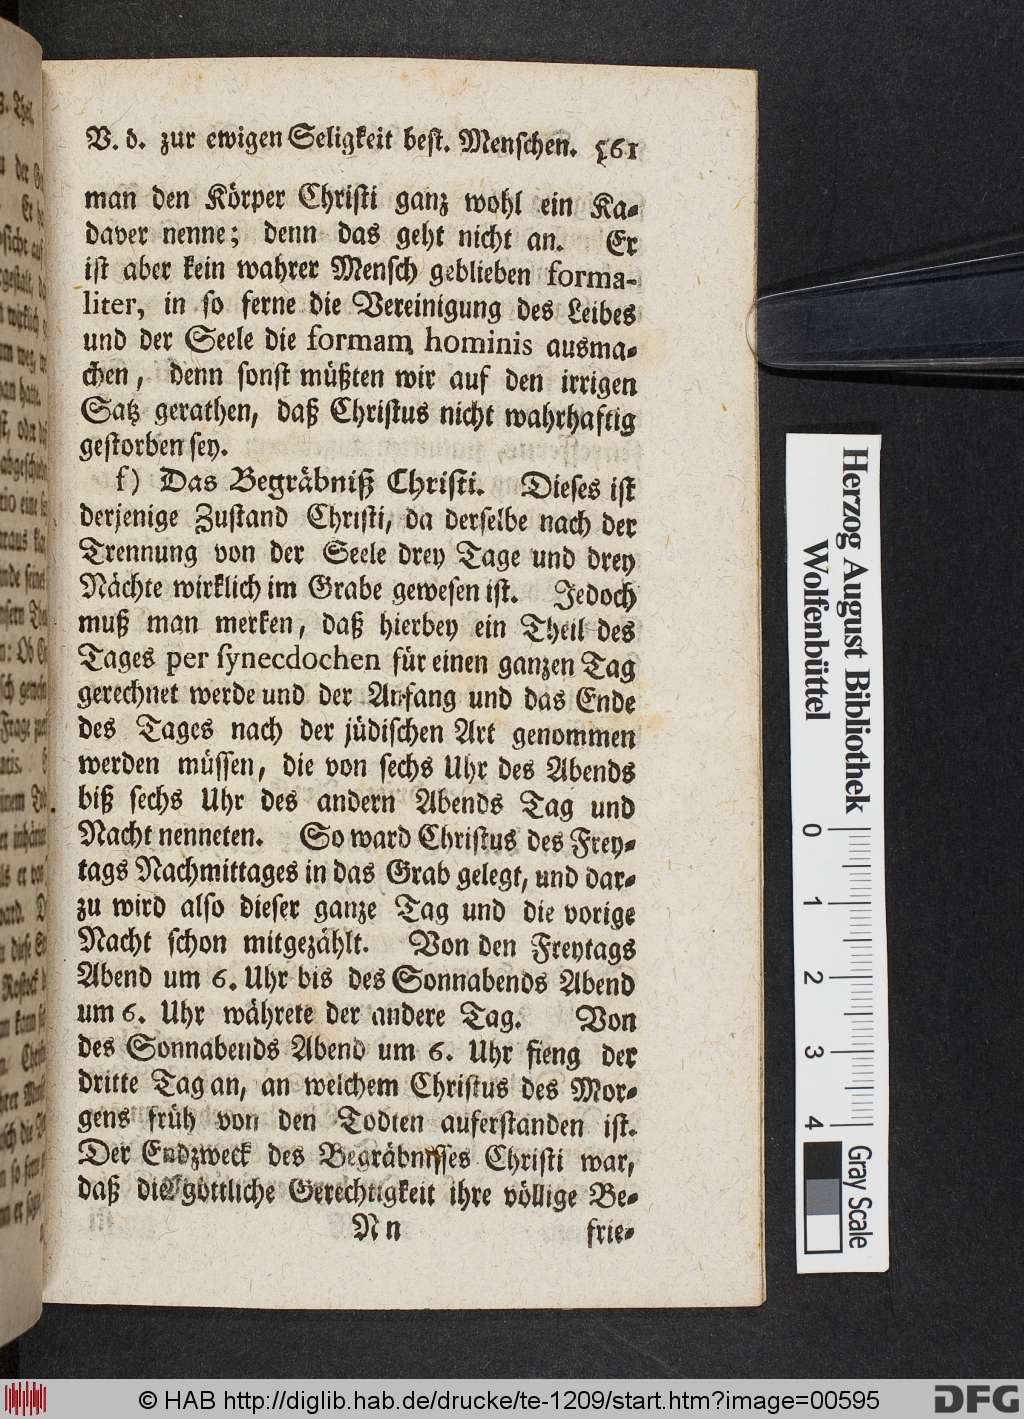 V. d. zur ewigen Seligkeit best. Menschen. 561
man den Körper Christi ganz wohl ein Ka-
daver nenne; denn das geht nicht an. Er
ist aber kein wahrer Mensch geblieben forma-
liter, in so ferne die Vereinigung des Leibes
und der Seele die formam hominis ausma-
chen, denn sonst müßten wir auf den irrigen
Satz gerathen, daß Christus nicht wahrhaftig
gestorben sey.
f) Das Begräbniß Christi. Dieses ist
derjenige Zustand Christi, da derselbe nach der
Trennung von der Seele drey Tage und drey
Nächte wirklich im Grabe gewesen ist. Jedoch
muß man merken, daß hierbey ein Theil des
Tages per synecdochen für einen ganzen Tag
gerechnet werde und der Anfang und das Ende
des Tages nach der jüdischen Art genommen
werden müssen, die von sechs Uhr des Abends
biß sechs Uhr des andern Abends Tag und
Nacht nenneten. So ward Christus des Frey-
tags Nachmittages in das Grab gelegt, und dar-
zu wird also dieser ganze Tag und die vorige
Nacht schon mitgezählt. Von den Freytags
Abend um 6. Uhr bis des Sonnabends Abend
um 6. Uhr währete der andere Tag. Von
des Sonnabends Abend um 6. Uhr fieng der
dritte Tag an, an welchem Christus des Mor-
gens früh von den Todten auferstanden ist.
Der Endzweck des Begräbnisses Christi war,
daß die göttliche Gerechtigkeit ihre völlige Be-
Nn frie-
Herzog August Bibliothek
Wolfenbüttel
0 1 2 3 4
Gray Scale
© HAB http://diglib.hab.de/drucke/te-1209/start.htm?image=00595
DFG